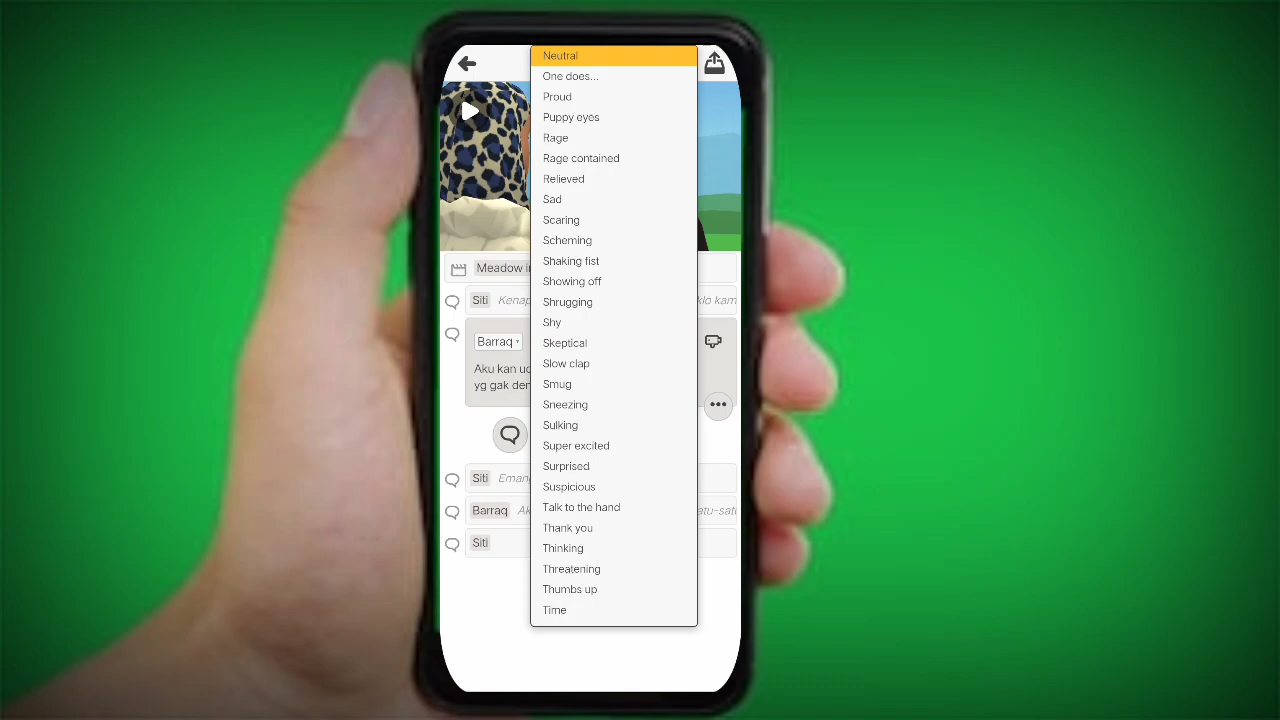 Neutral
One does...
Proud
Puppy eyes
Rage
Rage contained
Relieved
Sad
Scaring
Scheming
Shaking fist
Showing off
Shrugging
Shy
Skeptical
Slow clap
Smug
Sneezing
Sulking
Super excited
Surprised
Suspicious
Talk to the hand
Thank you
Thinking
Threatening
Thumbs up
Time
Meadow
Siti
Barraq
Aku kan
yg gak
Siti
Barraq
Siti